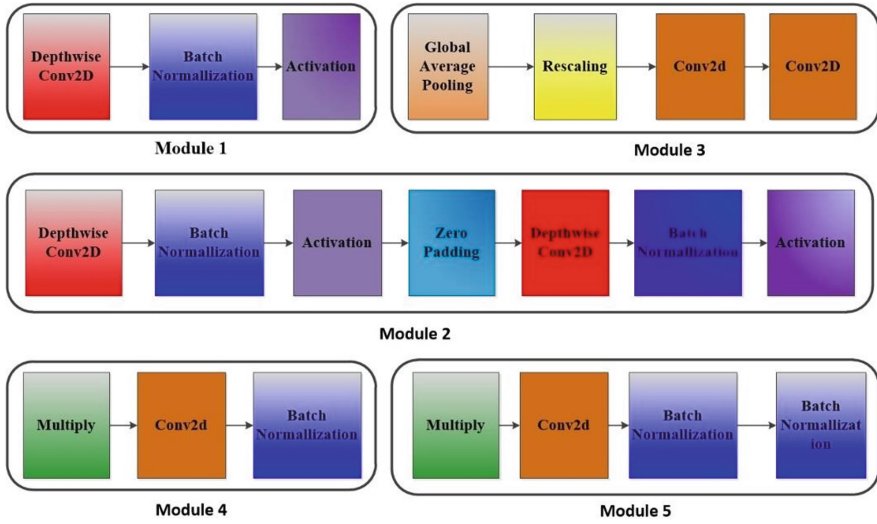 Depthwise
Conv2D
Batch
Normallization
Activation
Module 1
Global
Average
Pooling
Rescaling
Conv2d
Conv2D
Module 3
Depthwise
Conv2D
Batch
Normallization
Activation
Zero
Padding
Depthwise
Conv2D
Batch
Normallization
Activation
Module 2
Multiply
Conv2d
Batch
Normallization
Module 4
Multiply
Conv2d
Batch
Normallization
Batch
Normallizat
ion
Module 5